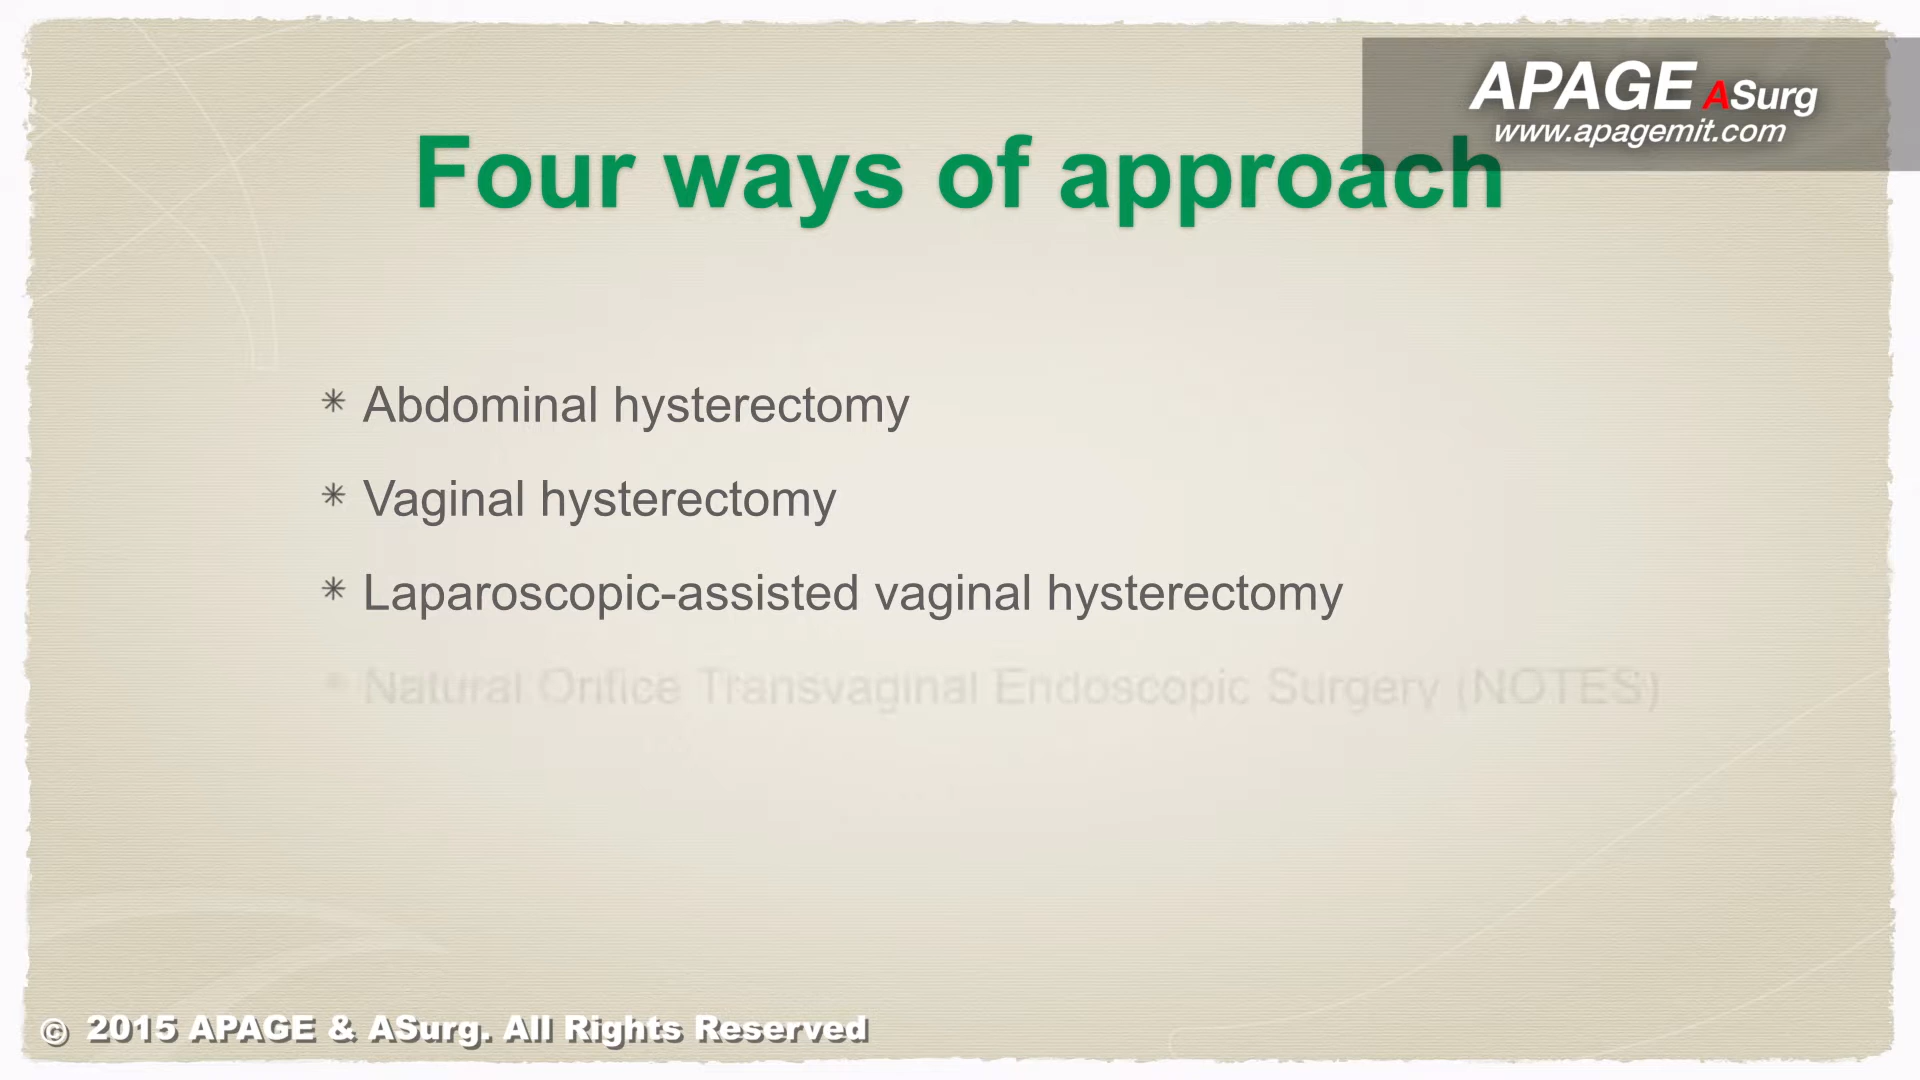 APAGE ASurg
www.apagemit.com
Four ways of approach
Abdominal hysterectomy
Vaginal hysterectomy
Laparoscopic-assisted vaginal hysterectomy
Natural Orifice Transvaginal Endoscopic Surgery (NOTES)
© 2015 APAGE & ASurg. All Rights Reserved